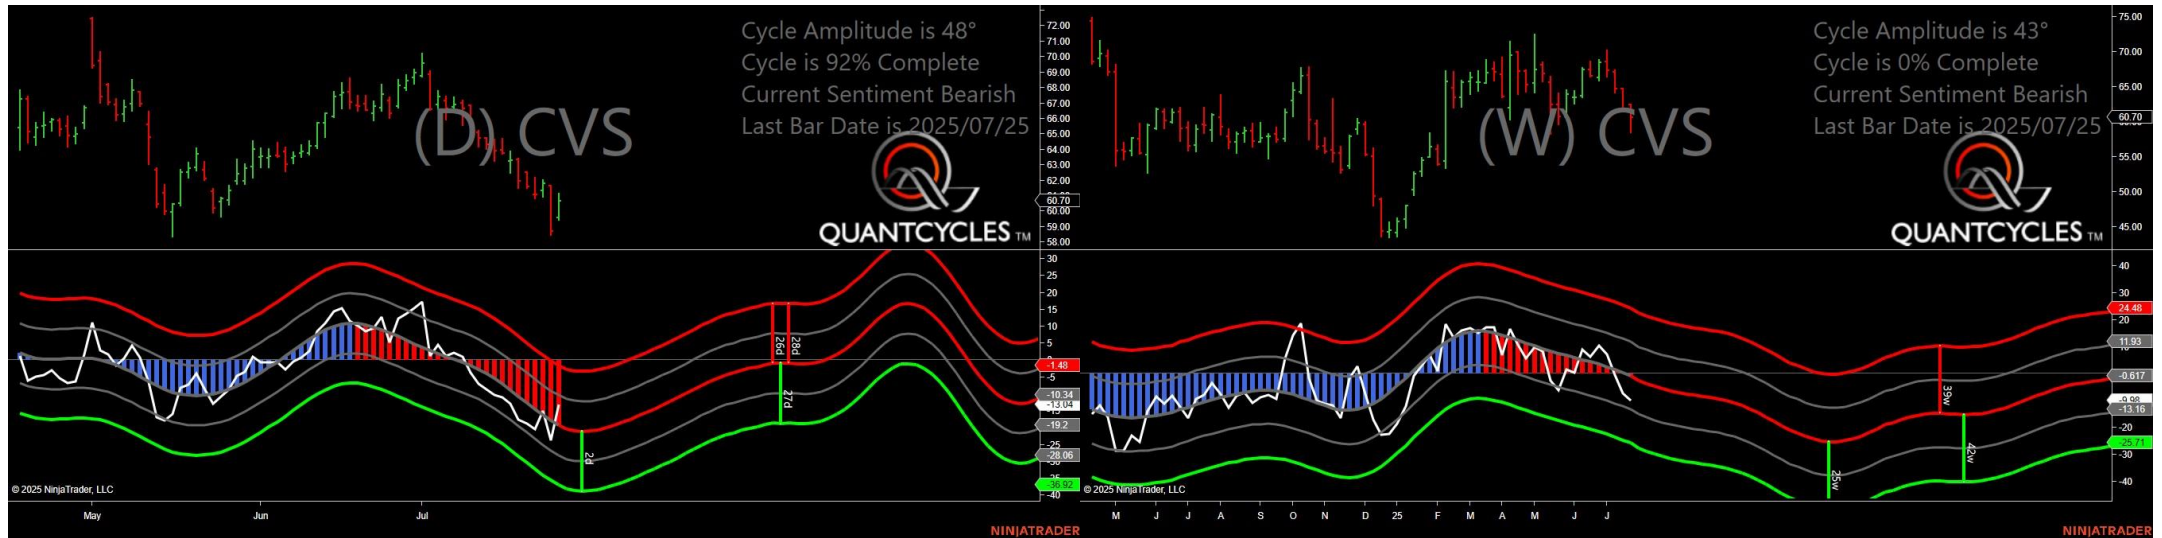 Cycle Amplitude is 48°
Cycle is 92% Complete
Current Sentiment Bearish
Last Bar Date is 2025/07/25
(D) CVS
QUANTCYCLES TM
72.00
71.00
70.00
69.00
68.00
67.00
66.00
65.00
64.00
63.00
62.00
60.70
60.00
59.00
58.00
30
25
20
15
10
5
-1.48
-5
-10.34
-13.04
-19.2
-25
-28.06
-36.92
-40
26d
28d
27d
2d
© 2025 NinjaTrader, LLC
May
Jun
Jul
NINJATRADER
Cycle Amplitude is 43°
Cycle is 0% Complete
Current Sentiment Bearish
Last Bar Date is 2025/07/25
(W) CVS
QUANTCYCLES TM
75.00
70.00
65.00
60.70
55.00
50.00
45.00
40
24.48
20
11.93
-0.617
-9.98
-13.16
-20
-25.71
-30
-40
39w
42w
25w
© 2025 NinjaTrader, LLC
M
J
J
A
S
O
N
D
25
F
M
A
M
J
J
NINJATRADER